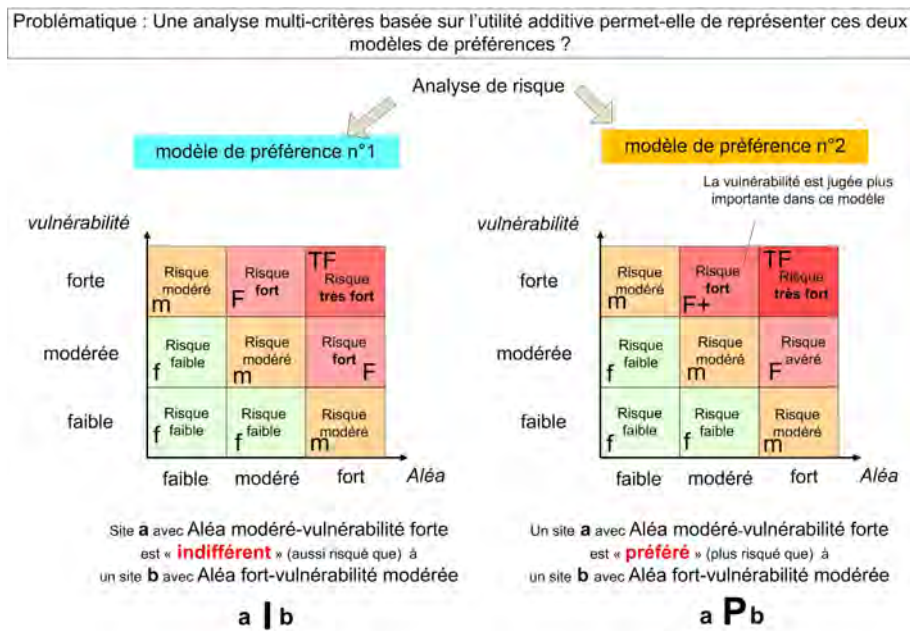 Problématique : Une analyse multi-critères basée sur l'utilité additive permet-elle de représenter ces deux
modèles de préférences ?
Analyse de risque
modèle de préférence n°1
vulnérabilité
forte
Risque modéré m
Risque fort F
TF Risque très fort
modérée
Risque faible f
Risque modéré m
Risque fort F
faible
Risque faible f
Risque faible f
Risque modéré m
faible modéré fort Aléa
Site a avec Aléa modéré-vulnérabilité forte
est « indifférent » (aussi risqué que) à
un site b avec Aléa fort-vulnérabilité modérée
a I b
modèle de préférence n°2
La vulnérabilité est jugée plus
importante dans ce modèle
vulnérabilité
forte
Risque modéré m
Risque fort F+
TF Risque très fort
modérée
Risque faible f
Risque modéré m
Risque avéré F
faible
Risque faible f
Risque faible f
Risque modéré m
faible modéré fort Aléa
Un site a avec Aléa modéré-vulnérabilité forte
est « préféré » (plus risqué que) à
un site b avec Aléa fort-vulnérabilité modérée
a P b